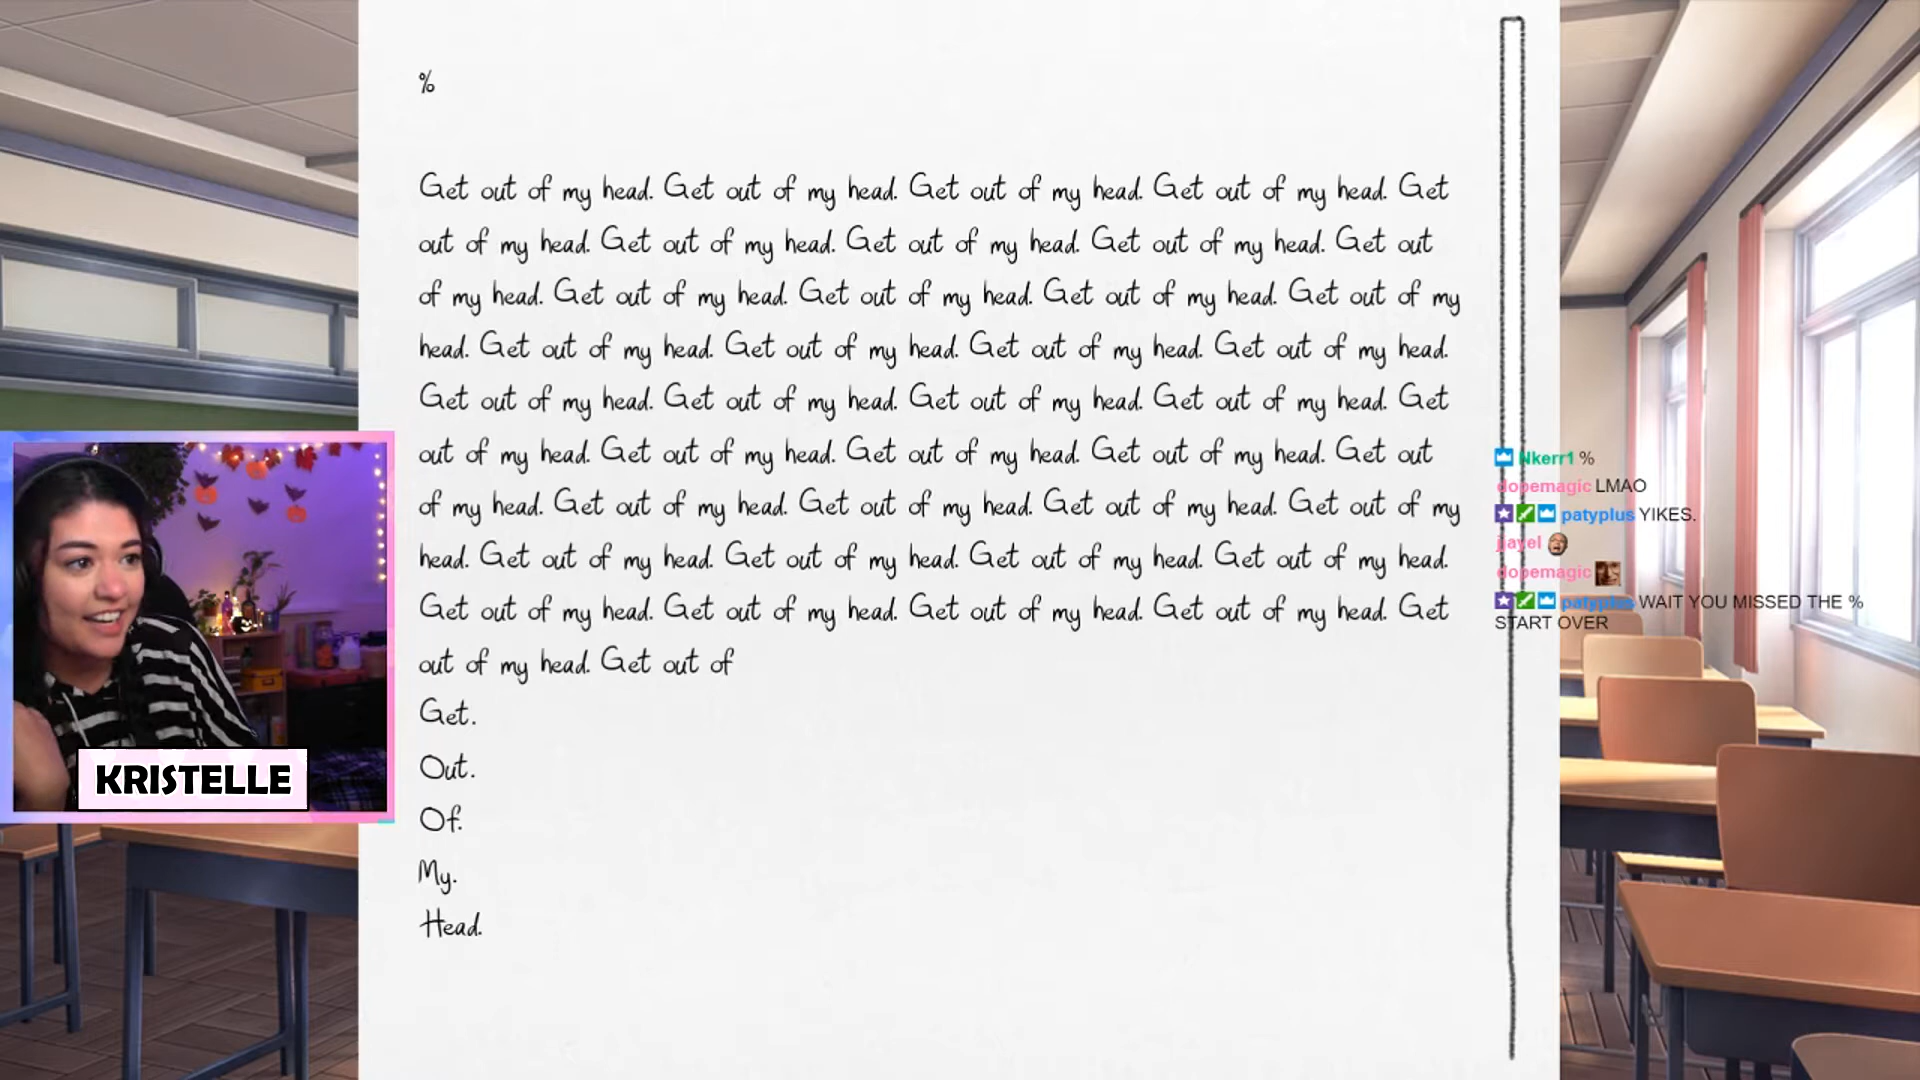 %
Get out of my head. Get out of my head. Get out of my head. Get out of my head. Get
out of my head. Get out of my head. Get out of my head. Get out of my head. Get out
of my head. Get out of my head. Get out of my head. Get out of my head. Get out of my
head. Get out of my head. Get out of my head. Get out of my head. Get out of my head.
Get out of my head. Get out of my head. Get out of my head. Get out of my head. Get
out of my head. Get out of my head. Get out of my head. Get out of my head. Get out
of my head. Get out of my head. Get out of my head. Get out of my head. Get out of my
head. Get out of my head. Get out of my head. Get out of my head. Get out of my head.
Get out of my head. Get out of my head. Get out of my head. Get out of my head. Get
out of my head. Get out of
Get.
Out.
Of.
My.
Head.
KRISTELLE
Nkerr1 %
dopemagic LMAO
patyplus YIKES.
jjayel
dopemagic
patyplus WAIT YOU MISSED THE %
START OVER